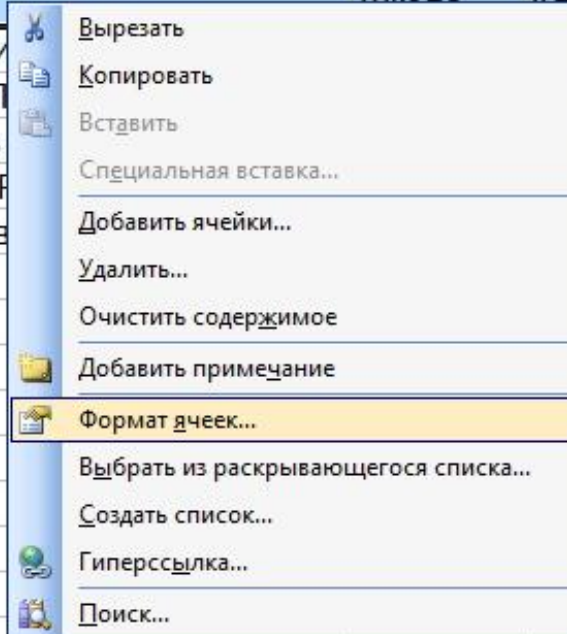 Вырезать
Копировать
Вставить
Специальная вставка...
Добавить ячейки...
Удалить...
Очистить содержимое
Добавить примечание
Формат ячеек...
Выбрать из раскрывающегося списка...
Создать список...
Гиперссылка...
Поиск...